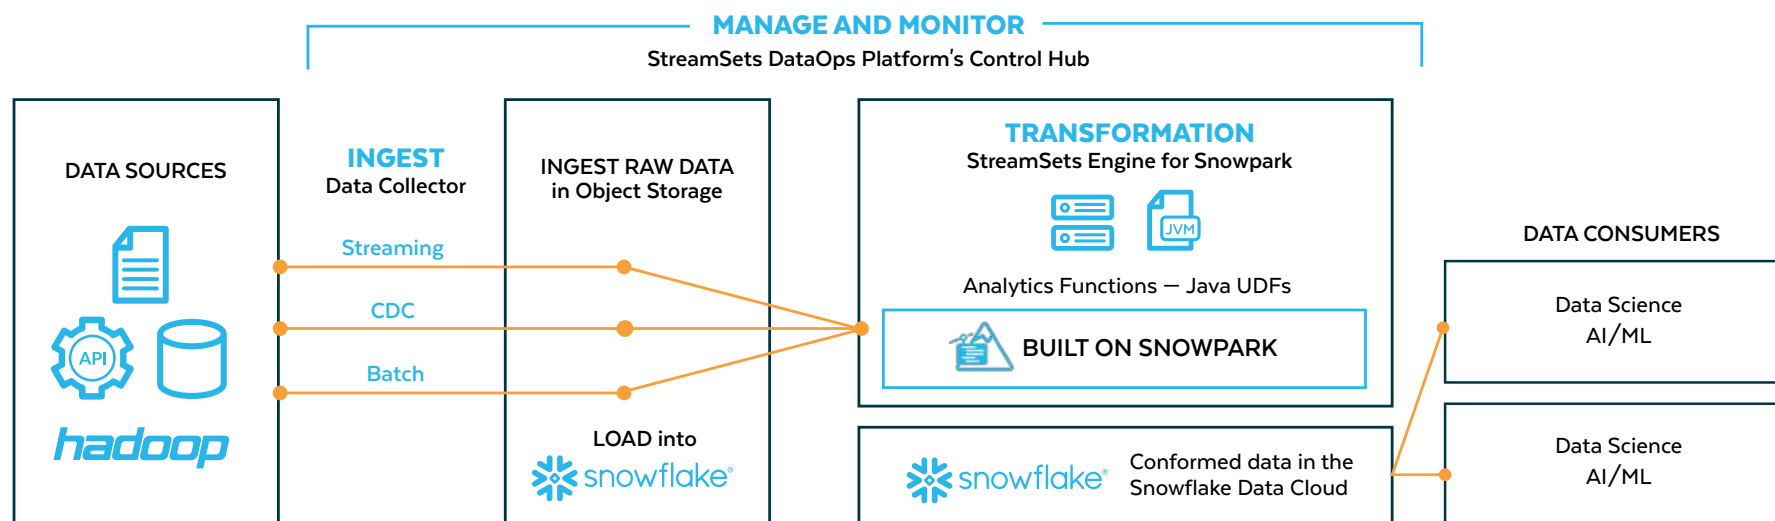 MANAGE AND MONITOR
StreamSets DataOps Platform's Control Hub
DATA SOURCES
API
hadoop
INGEST
Data Collector
Streaming
CDC
Batch
INGEST RAW DATA
in Object Storage
LOAD into
snowflake®
TRANSFORMATION
StreamSets Engine for Snowpark
JVM
Analytics Functions — Java UDFs
BUILT ON SNOWPARK
snowflake®
Conformed data in the
Snowflake Data Cloud
DATA CONSUMERS
Data Science
AI/ML
Data Science
AI/ML